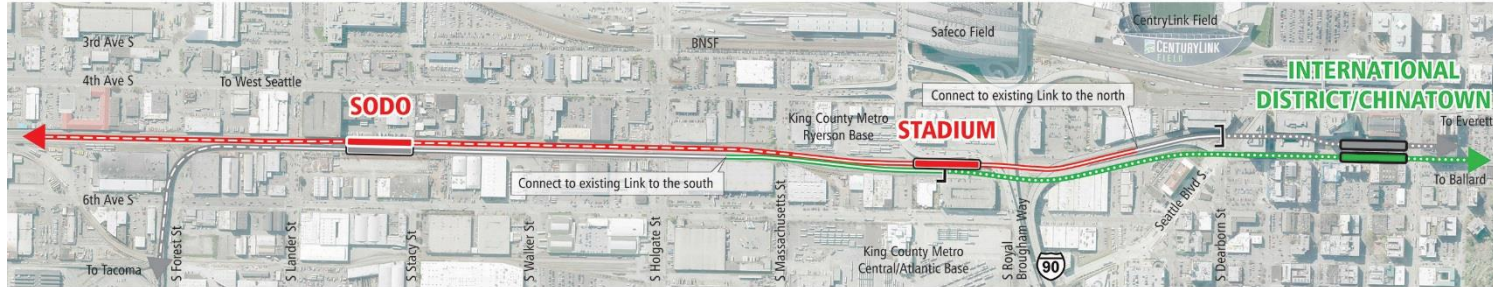 3rd Ave S
4th Ave S
To West Seattle
BNSF
Safeco Field
CentryLink Field
CENTURYLINK
FIELD
INTERNATIONAL
DISTRICT/CHINATOWN
To Everett
SODO
King County Metro
Ryerson Base
STADIUM
Connect to existing Link to the north
Connect to existing Link to the south
6th Ave S
To Tacoma
S Forest St
S Lander St
S Stacy St
S Walker St
S Holgate St
S Massachusetts St
King County Metro
Central/Atlantic Base
S Royal
Brougham Way
90
Seattle Blvd S
S Dearborn St
To Ballard